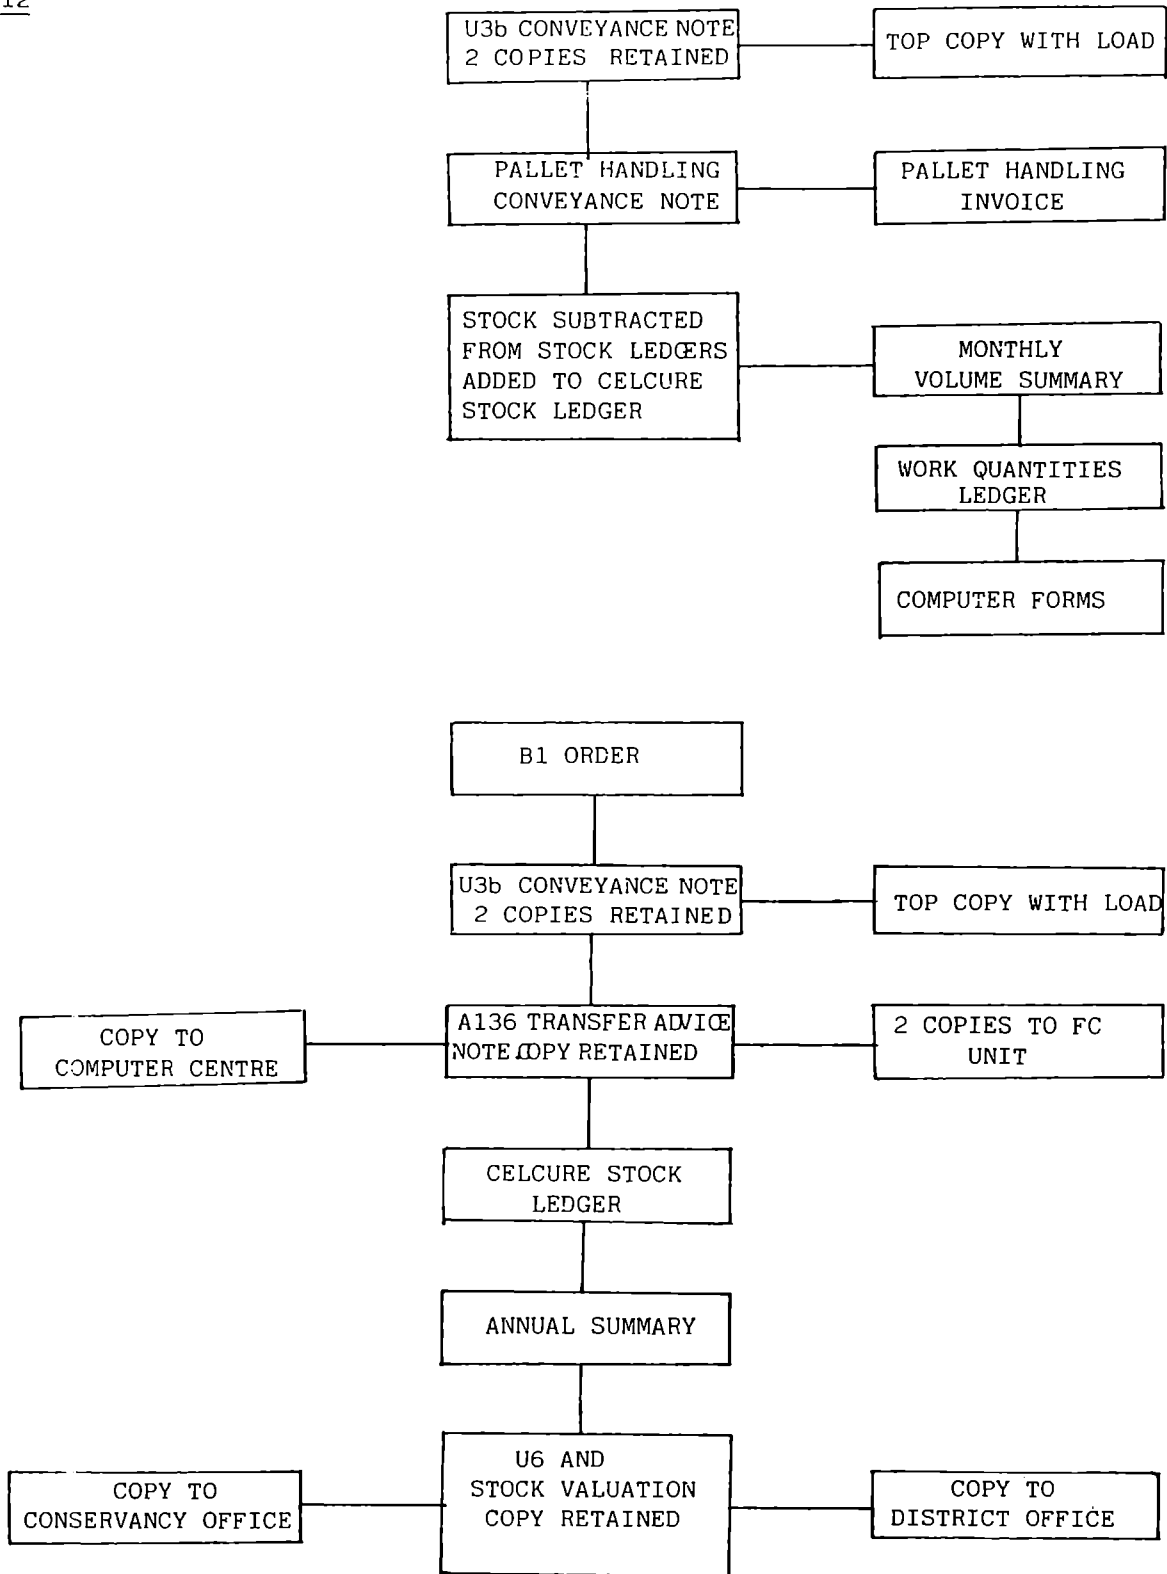 12
U3b CONVEYANCE NOTE
2 COPIES RETAINED
TOP COPY WITH LOAD
PALLET HANDLING
CONVEYANCE NOTE
PALLET HANDLING
INVOICE
STOCK SUBTRACTED
FROM STOCK LEDGERS
ADDED TO CELCURE
STOCK LEDGER
MONTHLY
VOLUME SUMMARY
WORK QUANTITIES
LEDGER
COMPUTER FORMS
B1 ORDER
U3b CONVEYANCE NOTE
2 COPIES RETAINED
TOP COPY WITH LOAD
COPY TO
COMPUTER CENTRE
A136 TRANSFER ADVICE
NOTE COPY RETAINED
2 COPIES TO FC
UNIT
CELCURE STOCK
LEDGER
ANNUAL SUMMARY
COPY TO
CONSERVANCY OFFICE
U6 AND
STOCK VALUATION
COPY RETAINED
COPY TO
DISTRICT OFFICE